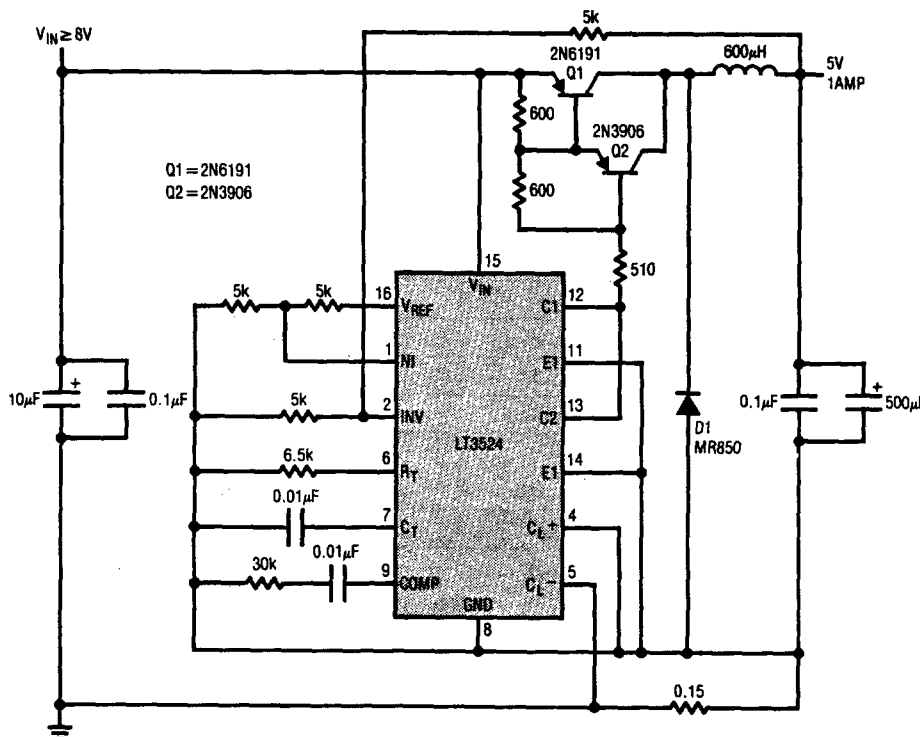 5k
V_IN ≥ 8V
2N6191
Q1
600µH
5V
1AMP
600
2N3906
Q2
Q1 = 2N6191
Q2 = 2N3906
600
510
15
V_IN
5k
5k
16
V_REF
C1
12
1
NI
E1
11
10µF
+
0.1µF
5k
2
INV
C2
13
0.1µF
+
500µF
D1
MR850
LT3524
6.5k
6
R_T
E1
14
0.01µF
7
C_T
C_L+
4
30k
0.01µF
9
COMP
C_L−
5
GND
8
0.15